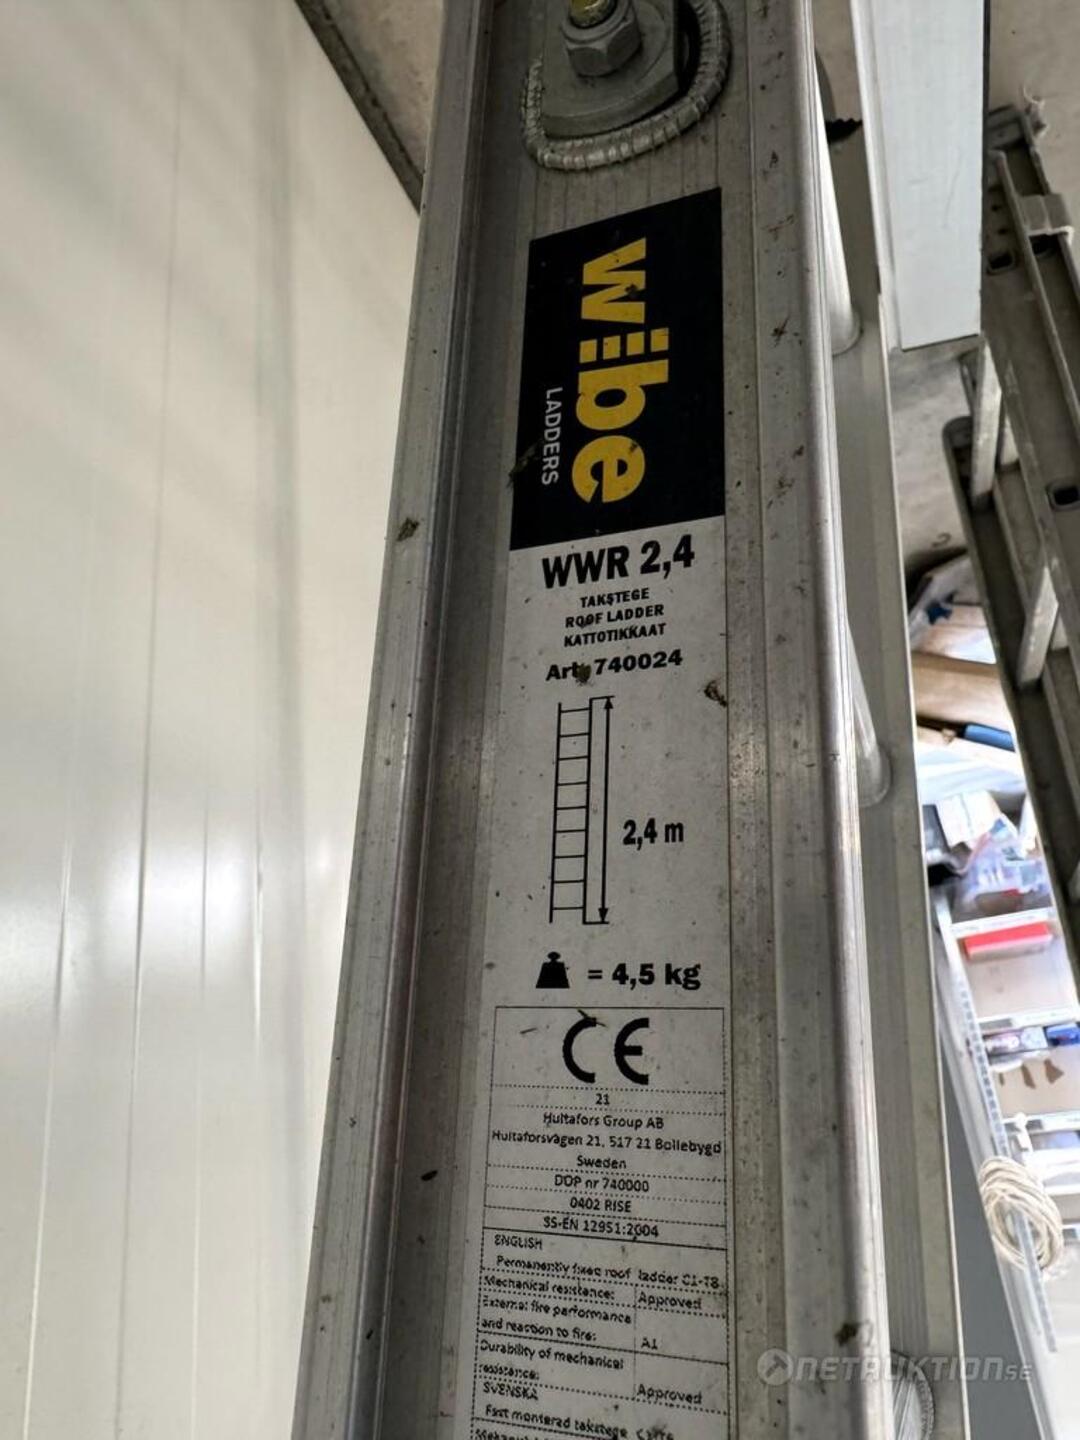 wibe
LADDERS
WWR 2,4
TAKSTEGE
ROOF LADDER
KATTOTIKKAAT
Art. 740024
2,4 m
= 4,5 kg
CE
21
Hultafors Group AB
Hultaforsvägen 21, 517 21 Bollebygd
Sweden
DOP nr 740000
0402 RISE
SS-EN 12951:2004
ENGLISH
Permanently fixed roof ladder C1-T8
Mechanical resistance: Approved
External fire performance
and reaction to fire: A1
Durability of mechanical
resistance: Approved
SVENSKA
Fast monterad takstege
NETAUKTION.SE